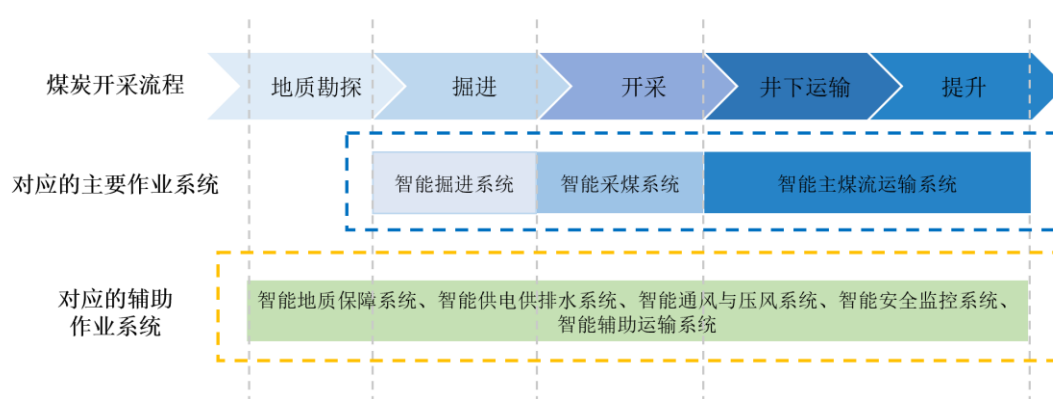 煤炭开采流程
地质勘探
掘进
开采
井下运输
提升
对应的主要作业系统
智能掘进系统
智能采煤系统
智能主煤流运输系统
对应的辅助
作业系统
智能地质保障系统、智能供电供排水系统、智能通风与压风系统、智能安全监控系统、
智能辅助运输系统